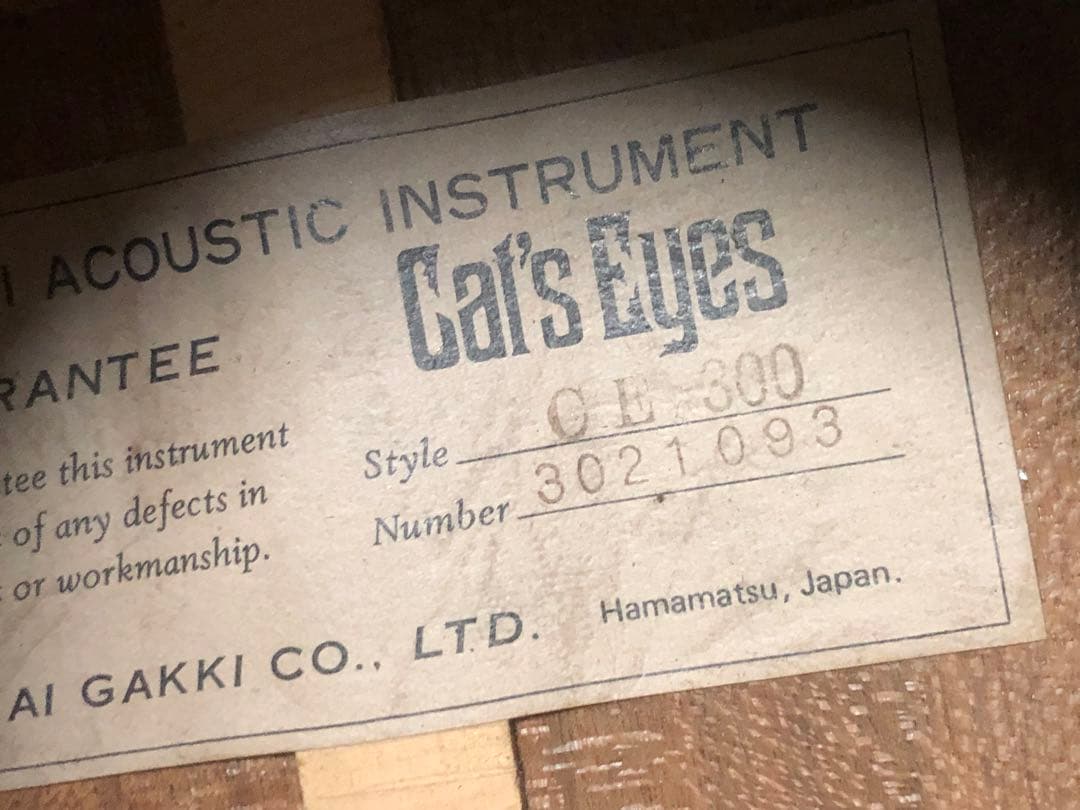 I ACOUSTIC INSTRUMENT
Cat's Eyes
RANTEE
Style CE 300
tee this instrument
Number 3021093
of any defects in
or workmanship.
AI GAKKI CO., LTD. Hamamatsu, Japan.